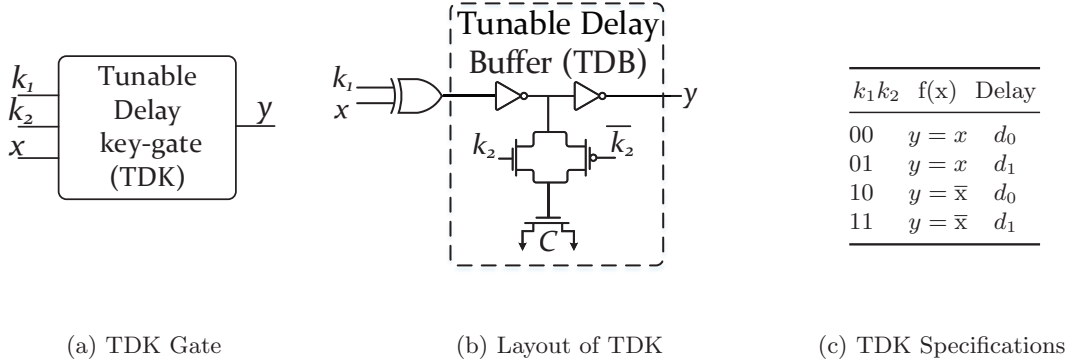 k₁
k₂
x
Tunable
Delay
key-gate
(TDK)
y
(a) TDK Gate
Tunable Delay
Buffer (TDB)
k₁
x
y
k₂
k̅₂
C
(b) Layout of TDK
k₁k₂ f(x) Delay
00 y = x d₀
01 y = x d₁
10 y = x̅ d₀
11 y = x̅ d₁
(c) TDK Specifications